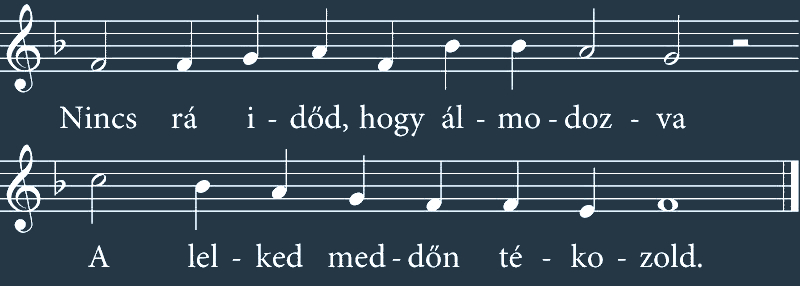 Nincs rá i - dőd, hogy ál - mo - doz - va
A lel - ked med - dőn té - ko - zold.